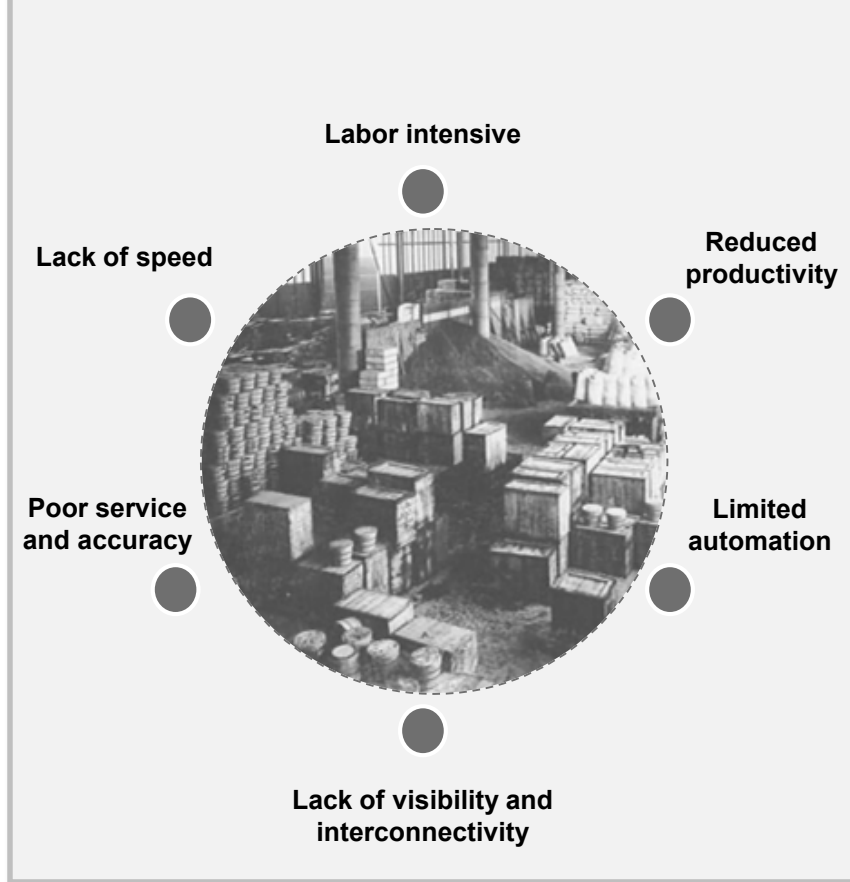 Labor intensive
Reduced
productivity
Limited
automation
Lack of visibility and
interconnectivity
Poor service
and accuracy
Lack of speed